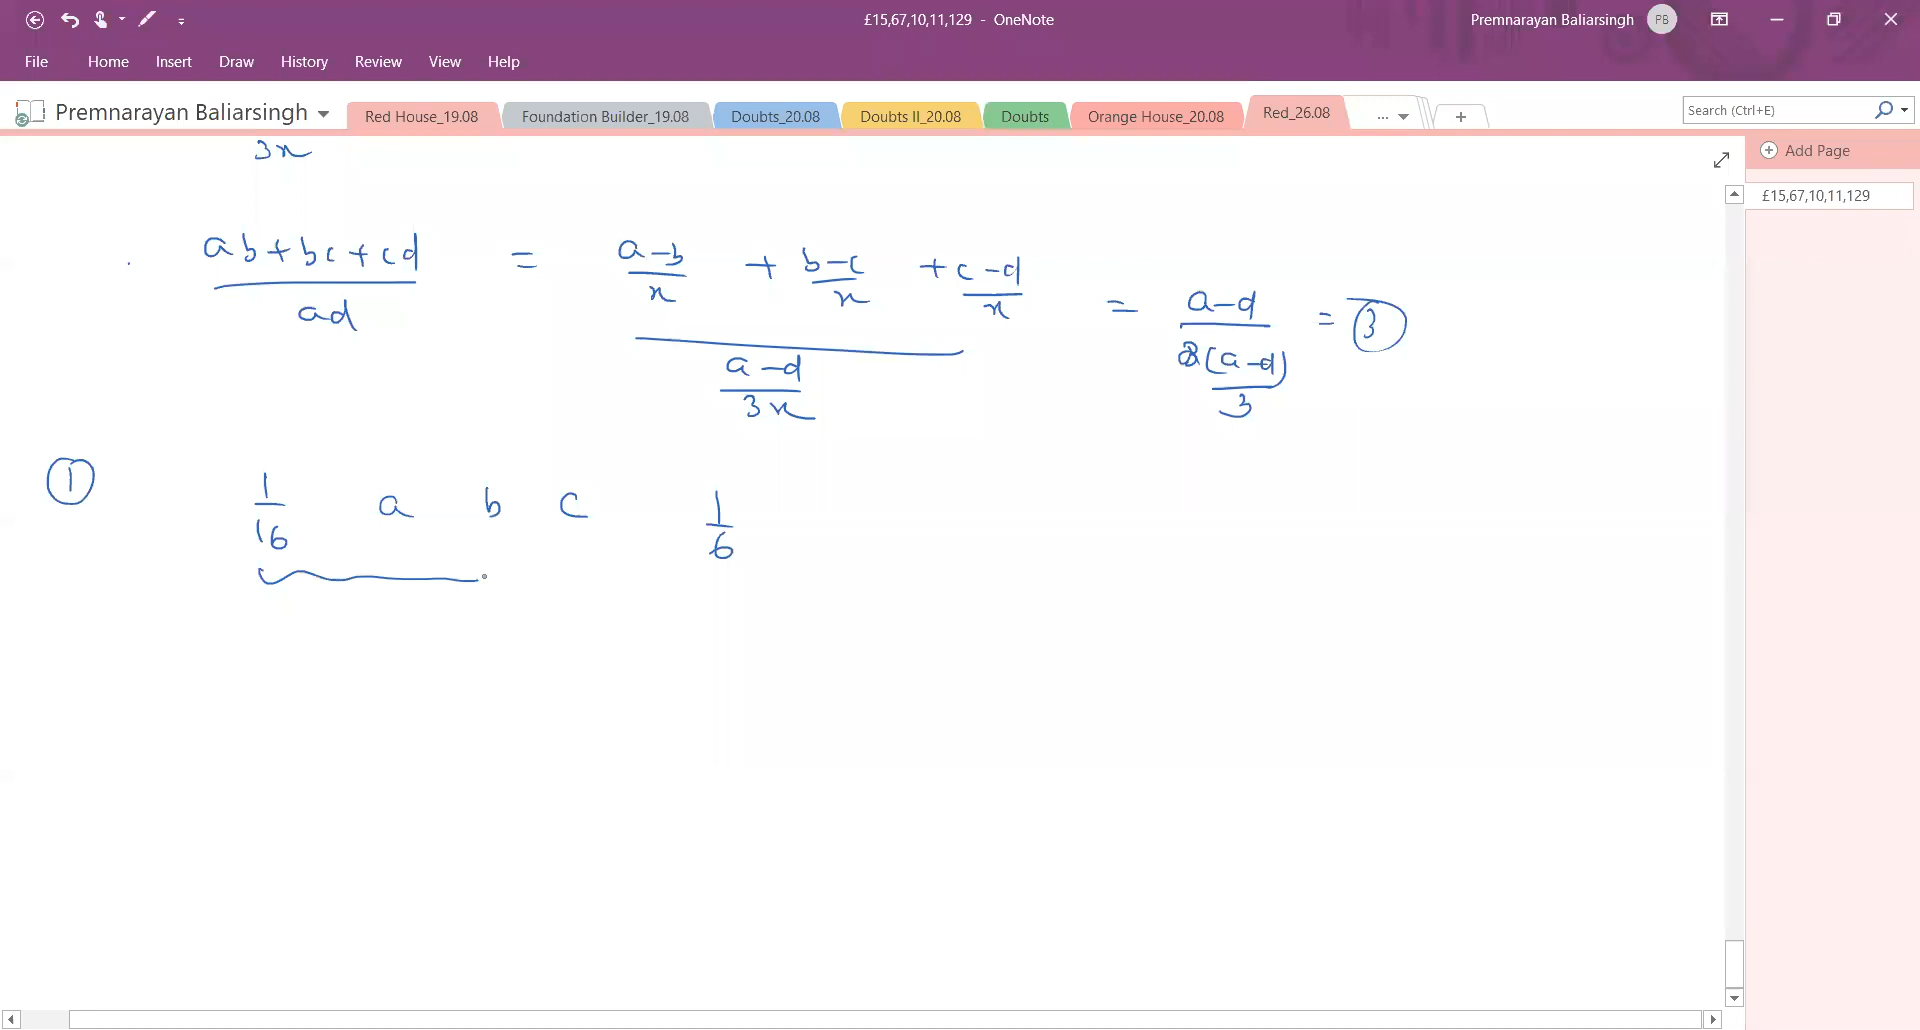 £15,67,10,11,129 - OneNote
Premnarayan Baliarsingh PB
File Home Insert Draw History Review View Help
Premnarayan Baliarsingh
Red House_19.08 Foundation Builder_19.08 Doubts_20.08 Doubts II_20.08 Doubts Orange House_20.08 Red_26.08 ... +
Search (Ctrl+E)
Add Page
£15,67,10,11,129
3x
ab+bc+cd / ad = (a-b / x + b-c / x + c-d / x) / (a-d / 3x) = a-d / (a-d) / 3 = 3
1
1/16 a b c 1/6